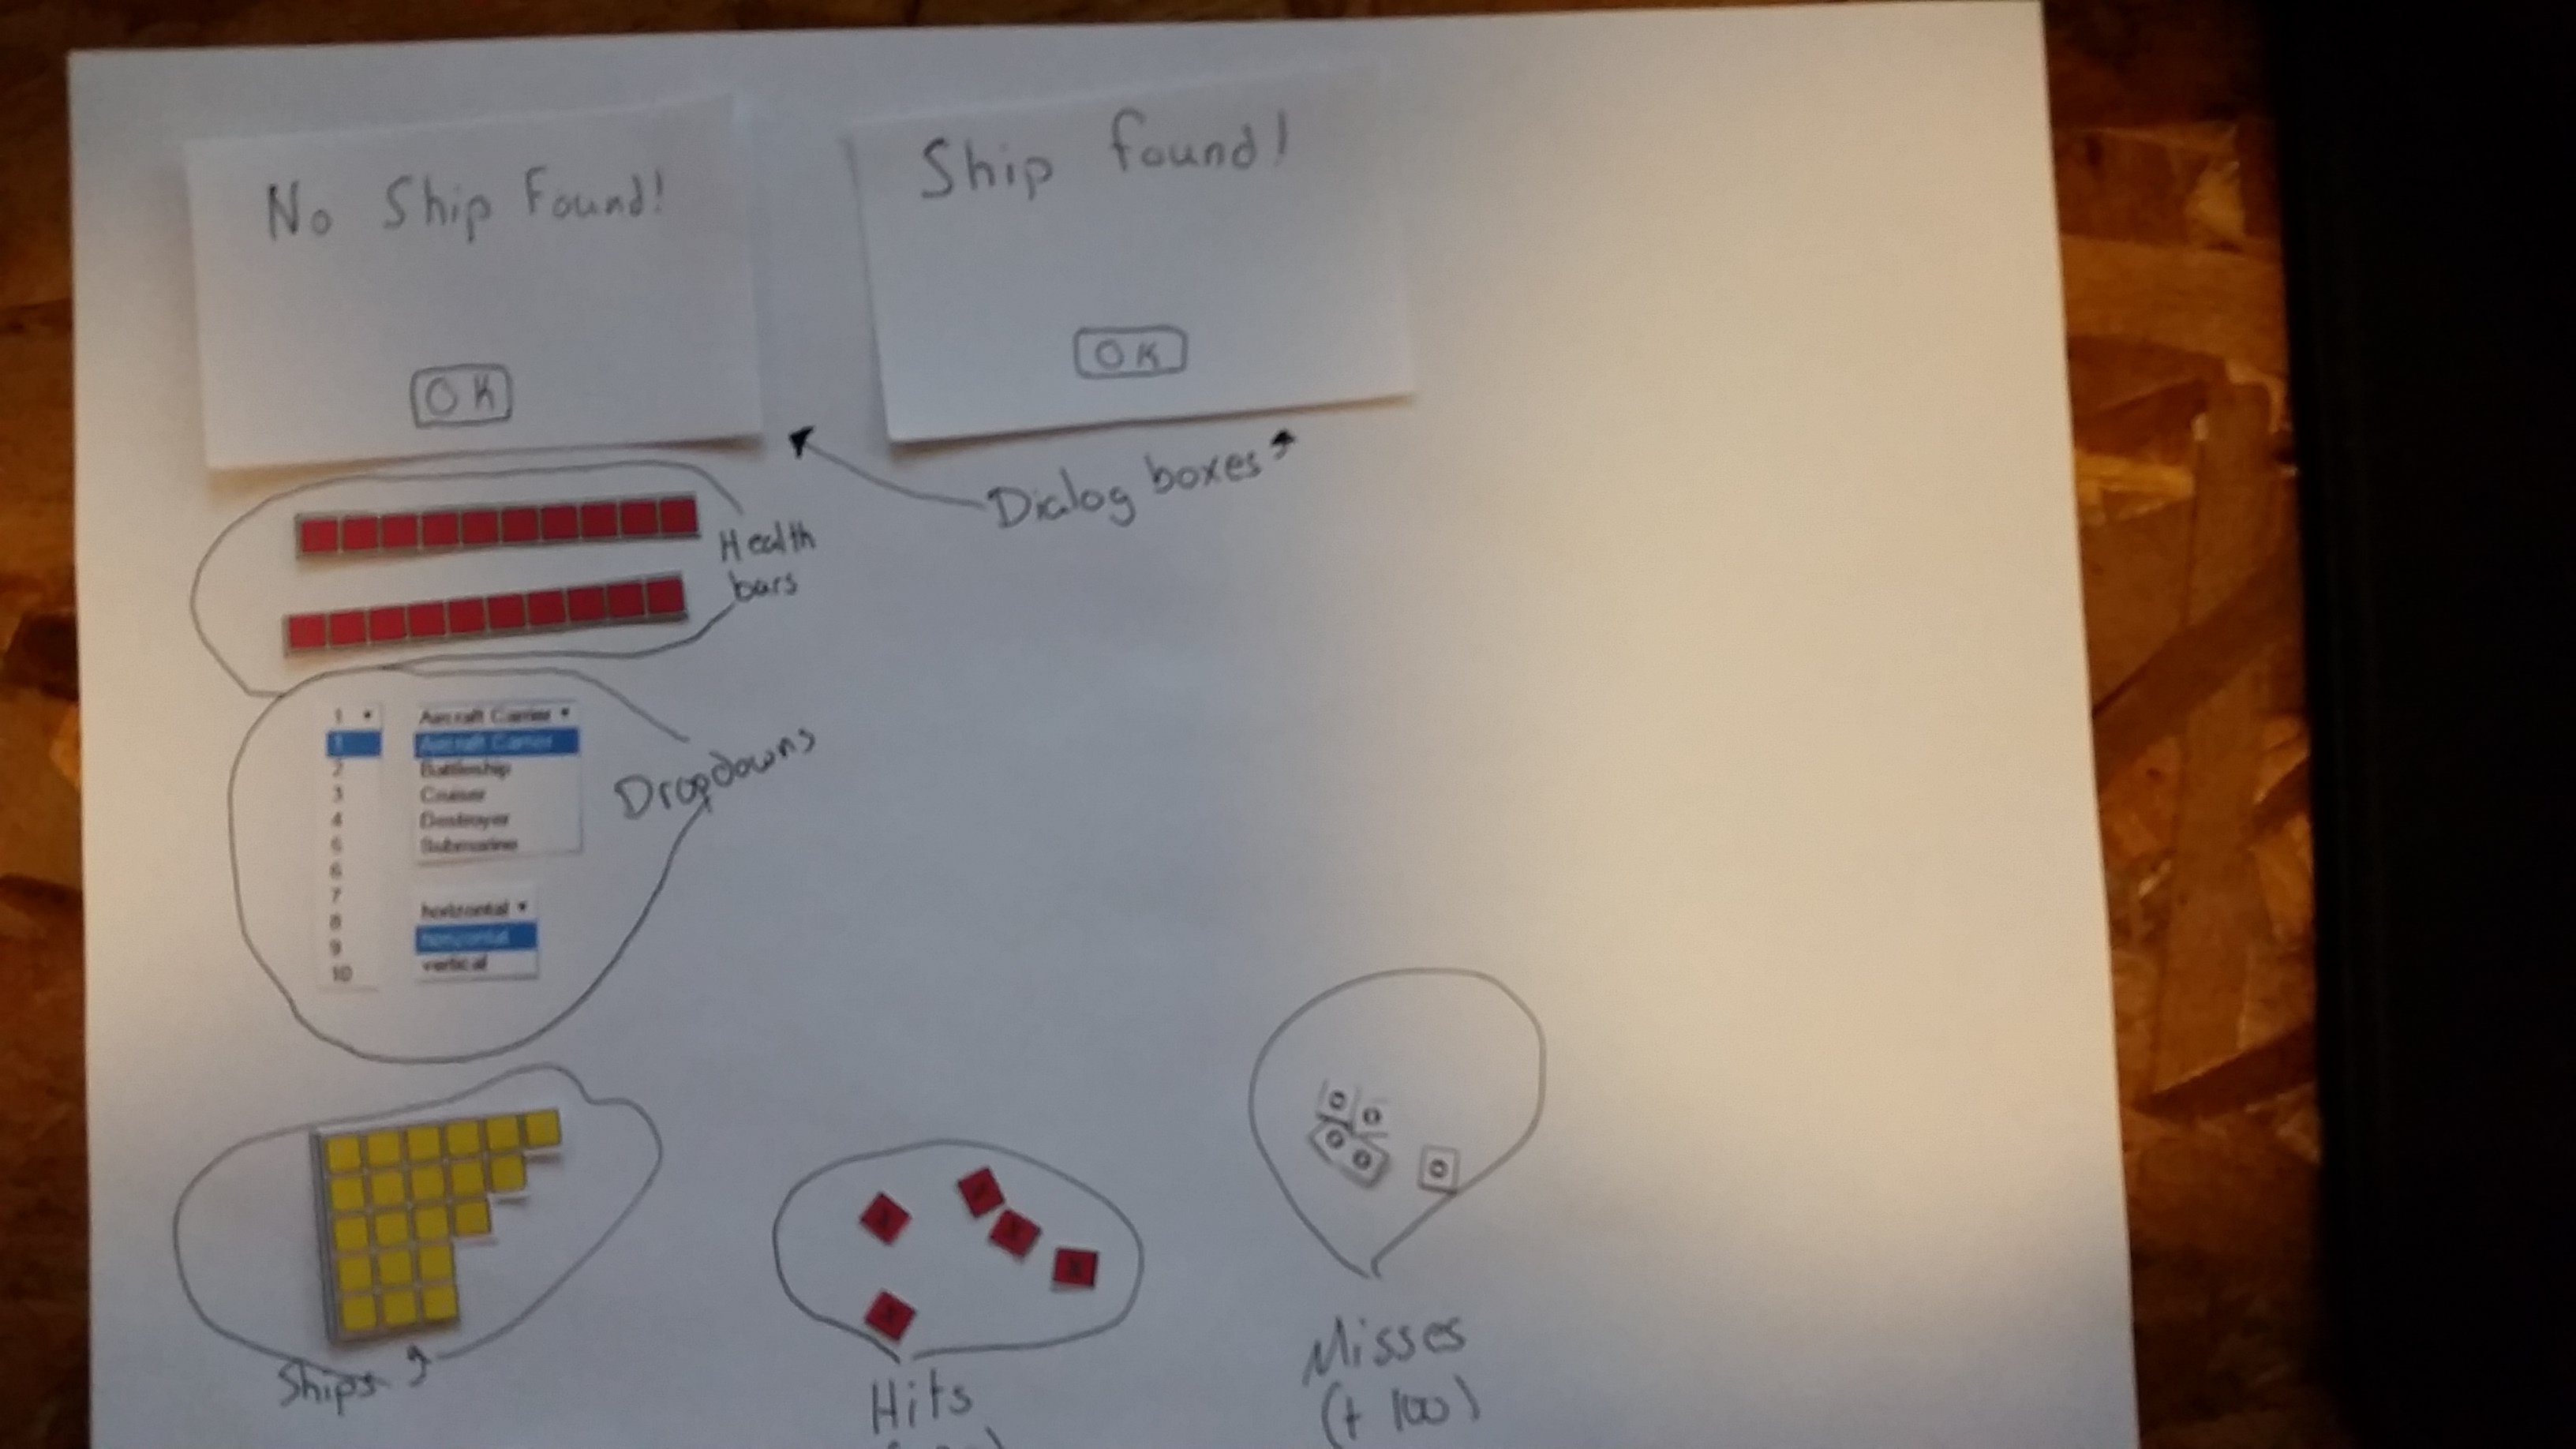 No Ship Found!
OK
Ship found!
OK
Dialog boxes
Health
bars
1
1
2
3
4
5
6
7
8
9
10
Aircraft Carrier
Aircraft Carrier
Battleship
Cruiser
Destroyer
Submarine
horizontal
horizontal
vertical
Dropdowns
Ships
X
X
X
X
X
Hits
O
O
O
O
O
Misses
(+ 100)